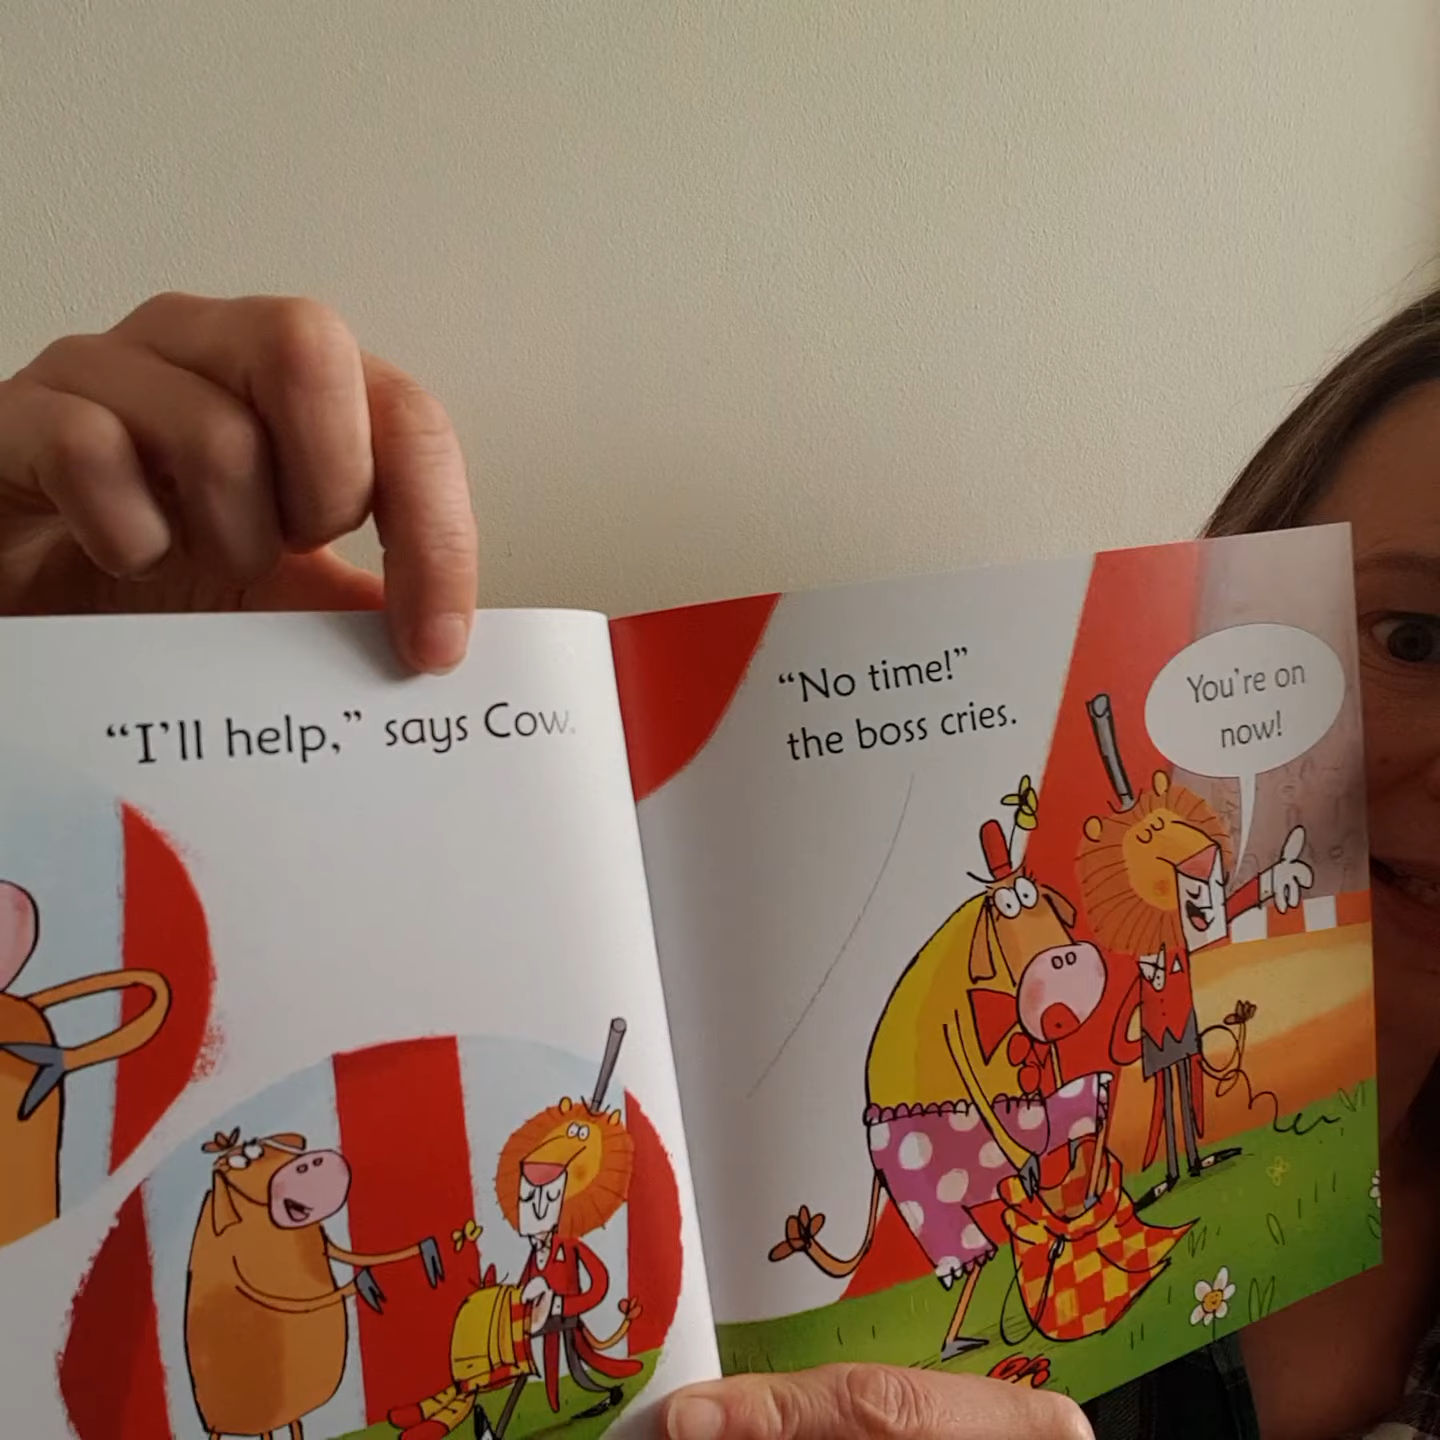 “I’ll help,” says Cow.
“No time!”
the boss cries.
You’re on
now!